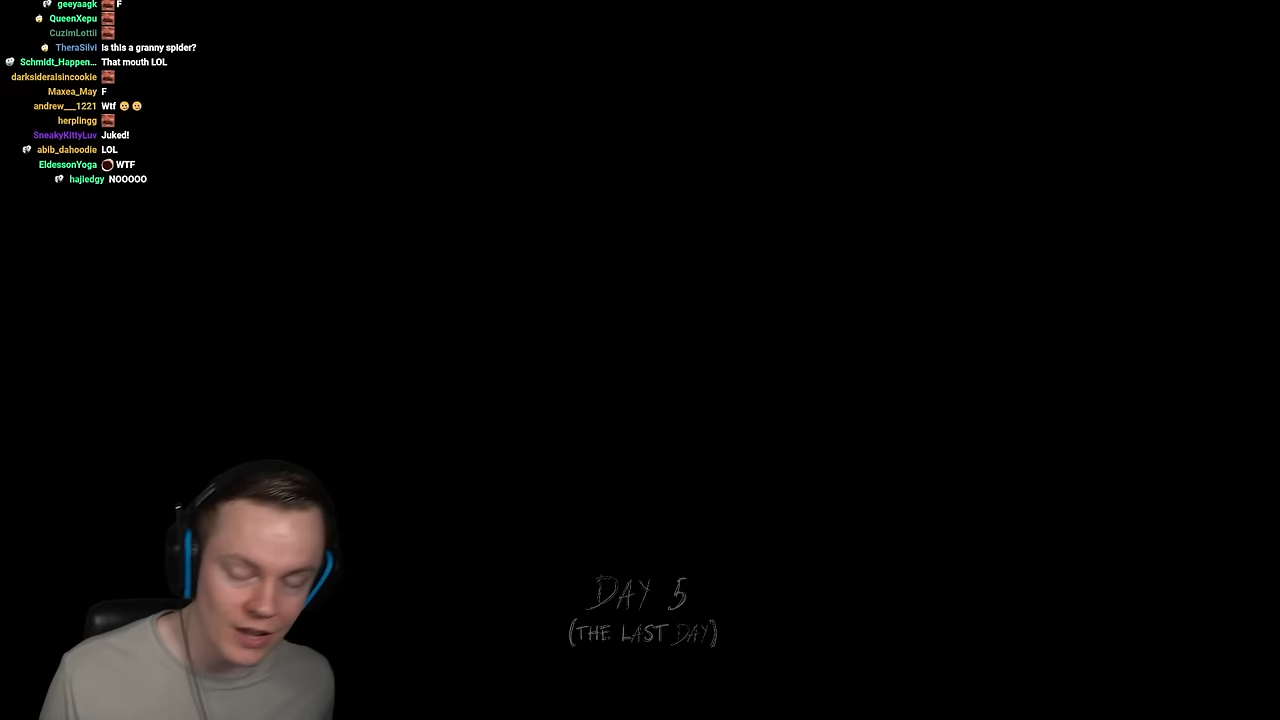 geeyaagk F
QueenXepu
CuzimLottii
TheraSilvi Is this a granny spider?
Schmidt_Happen... That mouth LOL
darksideraisincookie
Maxea_May F
andrew___1221 Wtf
herplingg
SneakyKittyLuv Juked!
abib_dahoodie LOL
EldessonYoga WTF
hajiedgy NOOOOO
DAY 5
(THE LAST DAY)